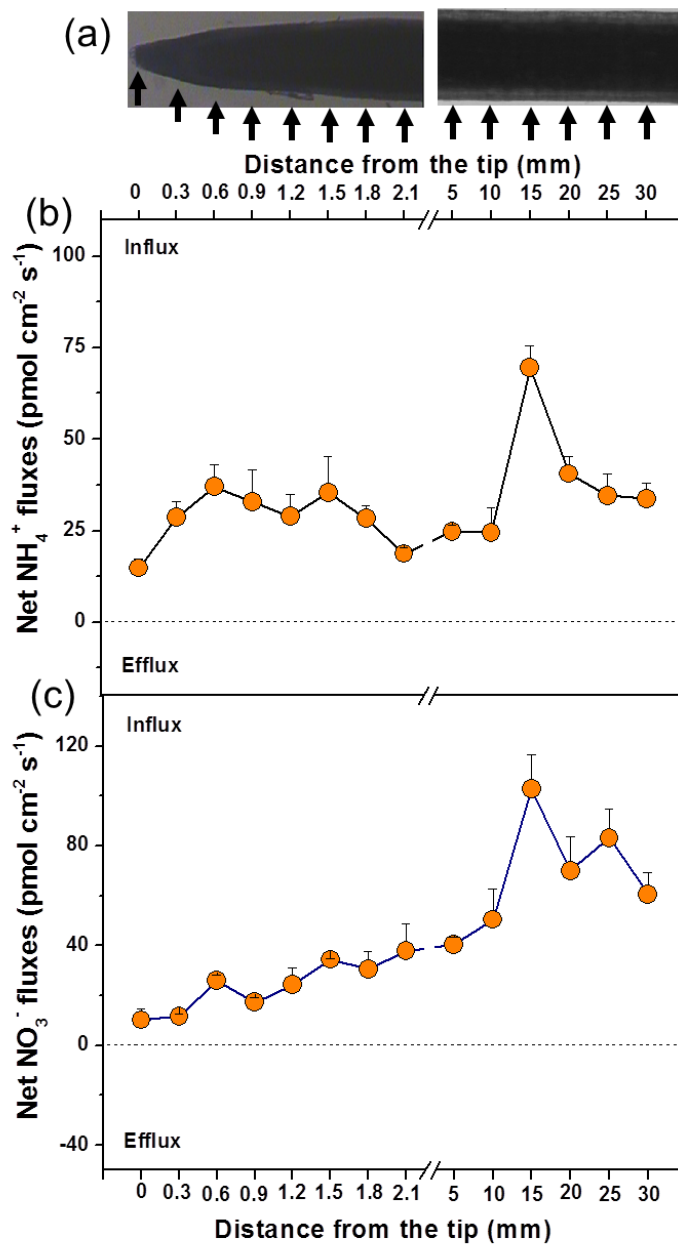 (a)
Distance from the tip (mm)
0 0.3 0.6 0.9 1.2 1.5 1.8 2.1 5 10 15 20 25 30
(b)
Influx
100
75
50
25
0
Net NH₄⁺ fluxes (pmol cm⁻² s⁻¹)
Efflux
(c)
Influx
120
80
40
0
-40
Net NO₃⁻ fluxes (pmol cm⁻² s⁻¹)
Efflux
0 0.3 0.6 0.9 1.2 1.5 1.8 2.1 5 10 15 20 25 30
Distance from the tip (mm)